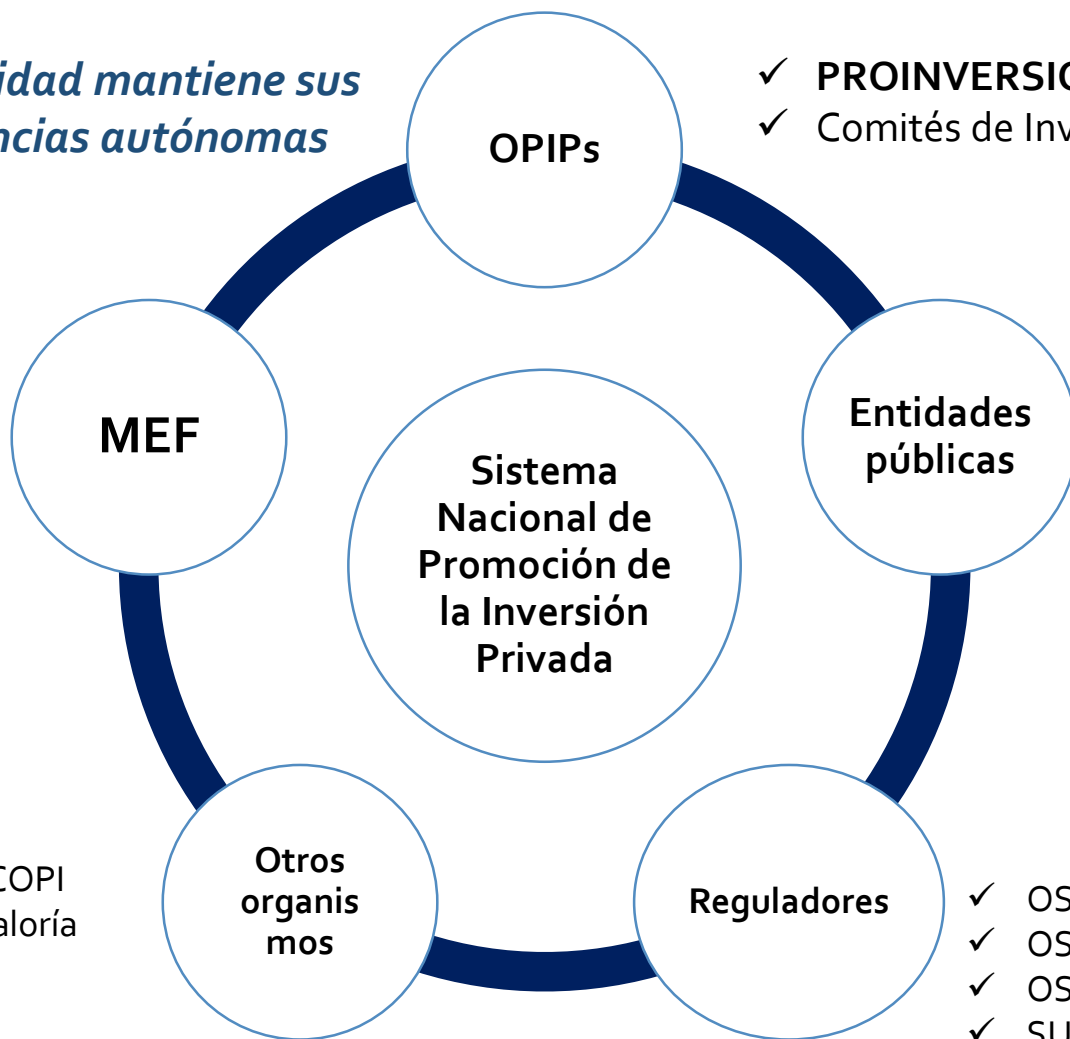 idad mantiene sus
ncias autónomas
✓ PROINVERSIO
✓ Comités de Inv
OPIPs
MEF
Entidades
públicas
Sistema
Nacional de
Promoción de
la Inversión
Privada
COPI
aloría
Otros
organis
mos
Reguladores
✓ OS
✓ OS
✓ OS
✓ SU